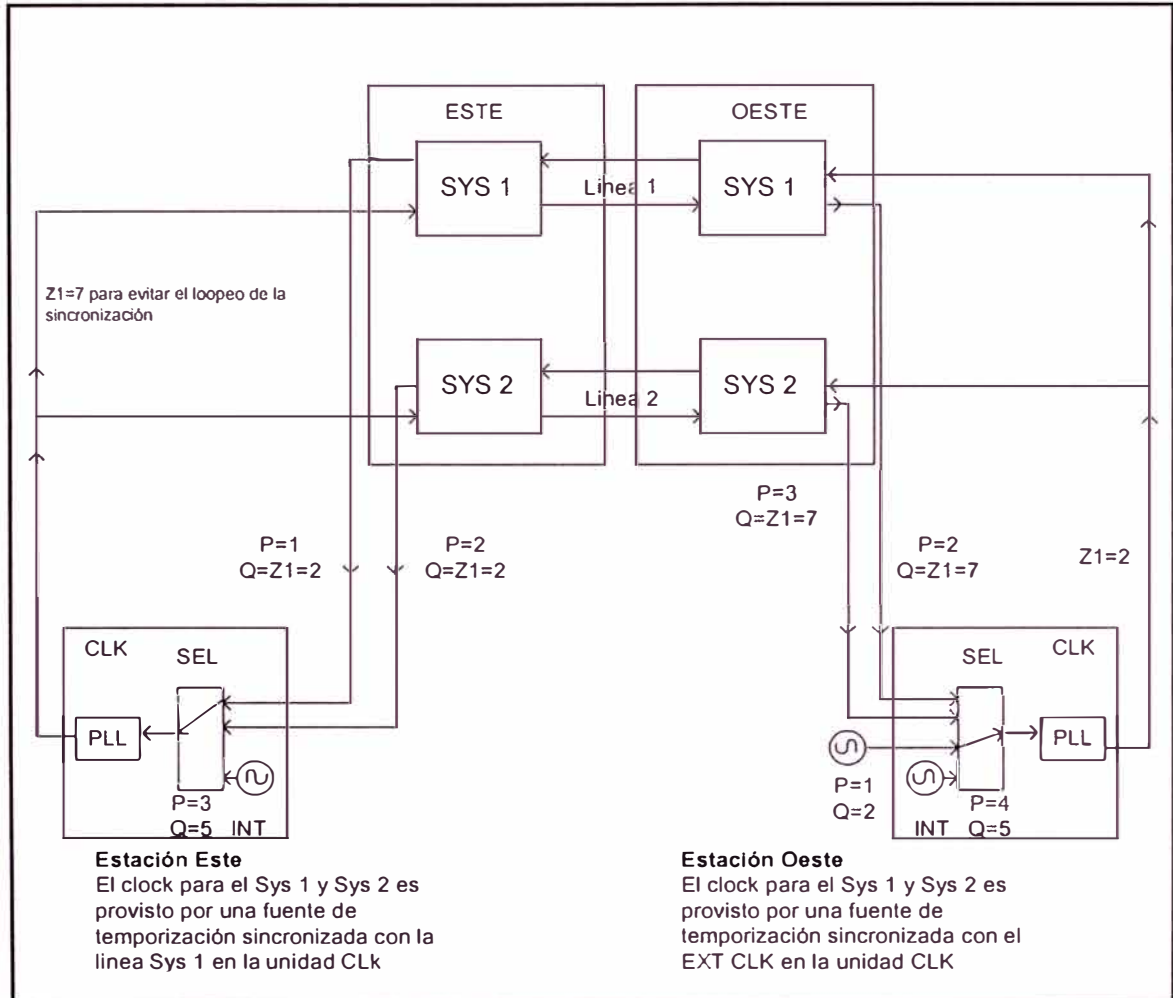 ESTE
OESTE
SYS 1
Linea 1
SYS 1
Z1=7 para evitar el loopeo de la
sincronización
SYS 2
Linea 2
SYS 2
P=3
Q=Z1=7
P=1
Q=Z1=2
P=2
Q=Z1=2
P=2
Q=Z1=7
Z1=2
CLK
SEL
PLL
P=3
Q=5
INT
SEL
CLK
PLL
P=1
Q=2
INT
P=4
Q=5
Estación Este
El clock para el Sys 1 y Sys 2 es
provisto por una fuente de
temporización sincronizada con la
linea Sys 1 en la unidad CLk
Estación Oeste
El clock para el Sys 1 y Sys 2 es
provisto por una fuente de
temporización sincronizada con el
EXT CLK en la unidad CLK